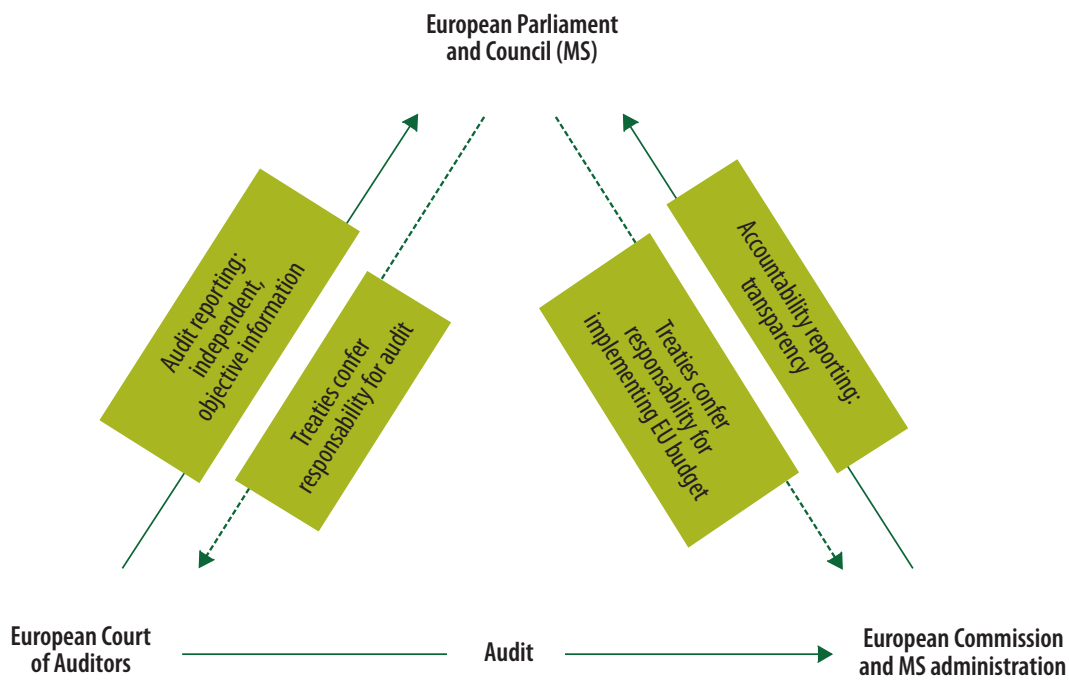 European Parliament
and Council (MS)
Audit reporting:
independent,
objective information
Treaties confer
responsability for audit
Treaties confer
responsability for
implementing EU budget
Accountability reporting:
transparency
European Court
of Auditors
Audit
European Commission
and MS administration